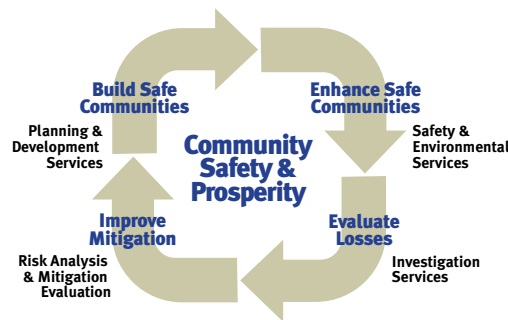 Build Safe
Communities
Planning &
Development
Services
Enhance Safe
Communities
Safety &
Environmental
Services
Community
Safety &
Prosperity
Improve
Mitigation
Risk Analysis
& Mitigation
Evaluation
Evaluate
Losses
Investigation
Services